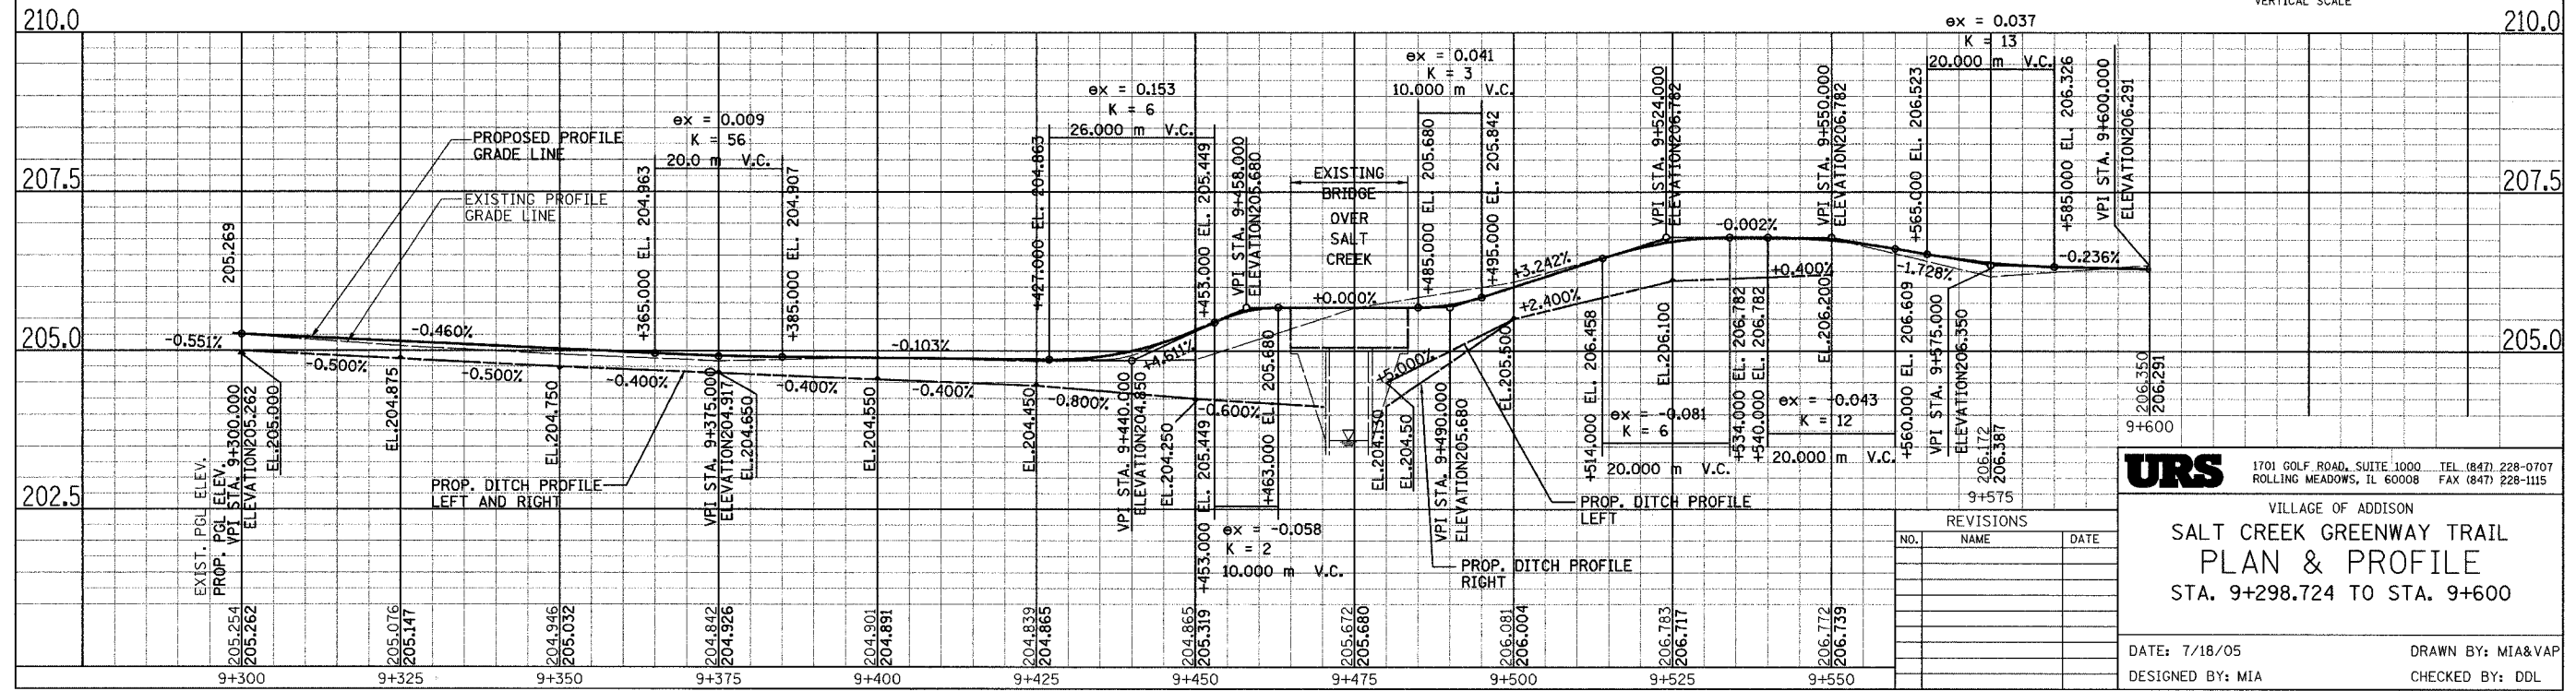 VERTICAL SCALE
210.0
210.0
207.5
207.5
205.0
205.0
202.5
PROPOSED PROFILE
GRADE LINE
EXISTING PROFILE
GRADE LINE
205.269
-0.551%
-0.460%
-0.500%
-0.500%
-0.400%
-0.400%
-0.400%
-0.800%
-0.600%
-0.103%
ex = 0.009
K = 56
20.0 m V.C.
+365.000 EL. 204.963
+385.000 EL. 204.907
ex = 0.153
K = 6
26.000 m V.C.
+427.000 EL. 204.863
+453.000 EL. 205.449
VPI STA. 9+458.000
ELEVATION205.680
EXISTING
BRIDGE
OVER
SALT
CREEK
+0.000%
+4.611%
ex = 0.041
K = 3
10.000 m V.C.
+485.000 EL. 205.680
+495.000 EL. 205.842
+3.242%
+2.400%
+5.000%
VPI STA. 9+524.000
ELEVATION206.782
-0.002%
+0.400%
VPI STA. 9+550.000
ELEVATION206.782
-1.728%
+565.000 EL. 206.523
ex = 0.037
K = 13
20.000 m V.C.
+585.000 EL. 206.326
VPI STA. 9+600.000
ELEVATION206.291
-0.236%
EXIST. PGL ELEV.
PROP. PGL ELEV.
VPI STA. 9+300.000
ELEVATION205.262
EL.205.000
EL.204.875
EL.204.750
PROP. DITCH PROFILE
LEFT AND RIGHT
VPI STA. 9+375.000
ELEVATION204.917
EL.204.650
EL.204.550
EL.204.450
VPI STA. 9+440.000
ELEVATION204.850
EL.204.250
+453.000 EL. 205.449
+463.000 EL. 205.680
ex = -0.058
K = 2
10.000 m V.C.
EL.204.130
EL.204.50
VPI STA. 9+490.000
ELEVATION205.680
EL.205.500
PROP. DITCH PROFILE
LEFT
PROP. DITCH PROFILE
RIGHT
+514.000 EL. 206.458
ex = -0.081
K = 6
20.000 m V.C.
EL.206.100
+534.000 EL. 206.782
+540.000 EL. 206.782
ex = -0.043
K = 12
20.000 m V.C.
EL.206.200
+560.000 EL. 206.609
VPI STA. 9+575.000
ELEVATION206.350
206.172
206.387
9+575
206.350
206.291
9+600
205.254
205.262
205.076
205.147
204.946
205.032
204.842
204.926
204.901
204.891
204.839
204.865
204.865
205.319
205.672
205.680
206.081
206.004
206.783
206.717
206.772
206.739
9+300
9+325
9+350
9+375
9+400
9+425
9+450
9+475
9+500
9+525
9+550
REVISIONS
NO. NAME DATE
URS
1701 GOLF ROAD, SUITE 1000 TEL (847) 228-0707
ROLLING MEADOWS, IL 60008 FAX (847) 228-1115
VILLAGE OF ADDISON
SALT CREEK GREENWAY TRAIL
PLAN & PROFILE
STA. 9+298.724 TO STA. 9+600
DATE: 7/18/05 DRAWN BY: MIA&VAP
DESIGNED BY: MIA CHECKED BY: DDL